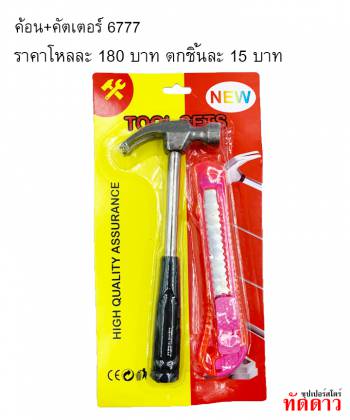 ค้อน+คัตเตอร์ 6777
ราคาโหลละ 180 บาท ตกชิ้นละ 15 บาท
NEW
TOOL SETS
HIGH QUALITY ASSURANCE
CE
ซุปเปอร์สโตร์
ทัดดาว